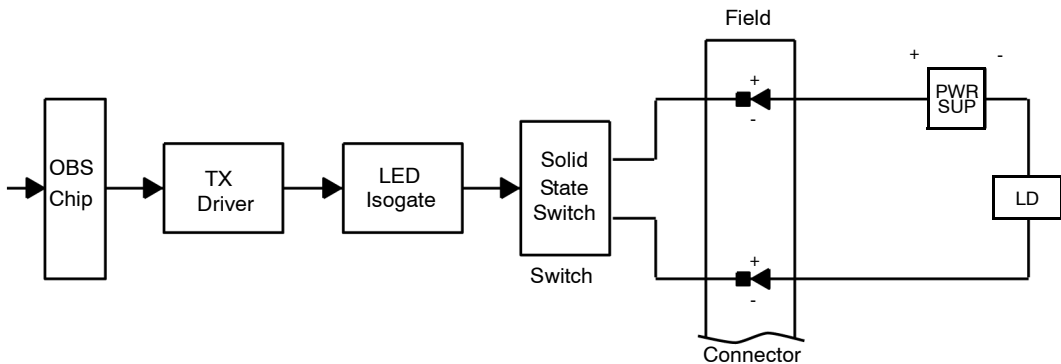 Field
+ -
PWR
SUP
+
-
OBS
Chip
TX
Driver
LED
Isogate
Solid
State
Switch
LD
Switch
+
-
Connector